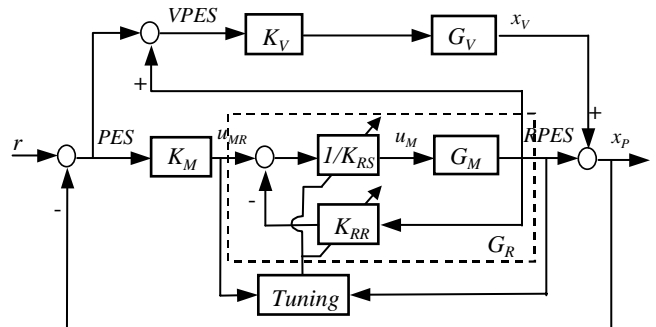 VPES
K_V
G_V
x_V
+
+
r
PES
K_M
u_MR
1/K_RS
u_M
G_M
RPES
x_P
-
-
K_RR
G_R
Tuning